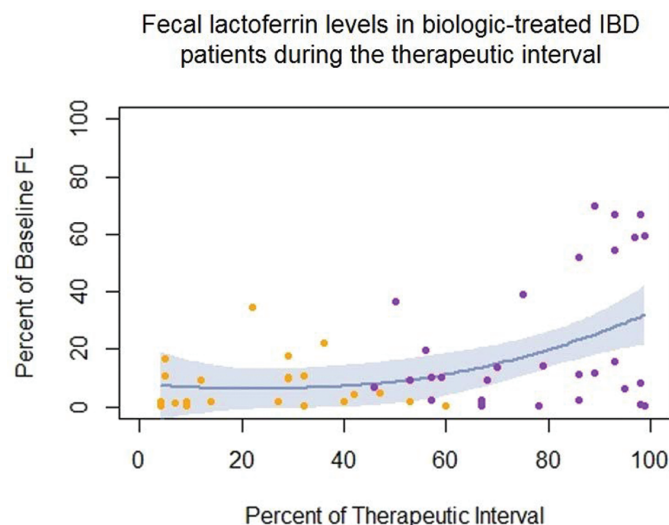 Fecal lactoferrin levels in biologic-treated IBD
patients during the therapeutic interval
Percent of Baseline FL
100
80
60
40
20
0
0 20 40 60 80 100
Percent of Therapeutic Interval